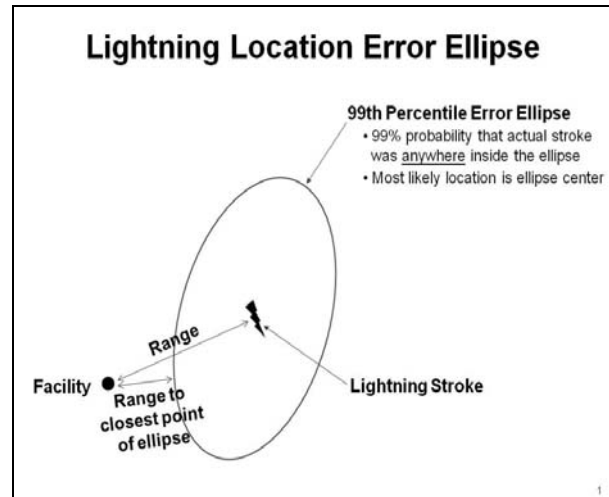 Lightning Location Error Ellipse
99th Percentile Error Ellipse
• 99% probability that actual stroke
was anywhere inside the ellipse
• Most likely location is ellipse center
Range
Facility
Range to
closest point
of ellipse
Lightning Stroke
1